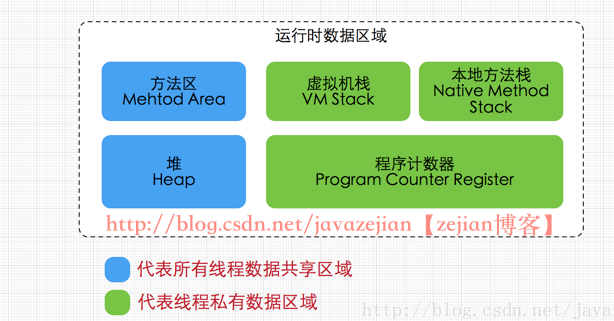 运行时数据区域
方法区
Mehtod Area
虚拟机栈
VM Stack
本地方法栈
Native Method
Stack
堆
Heap
程序计数器
Program Counter Register
http://blog.csdn.net/javazejian【zejian博客】
代表所有线程数据共享区域
代表线程私有数据区域
http://blog.csdn.net/java